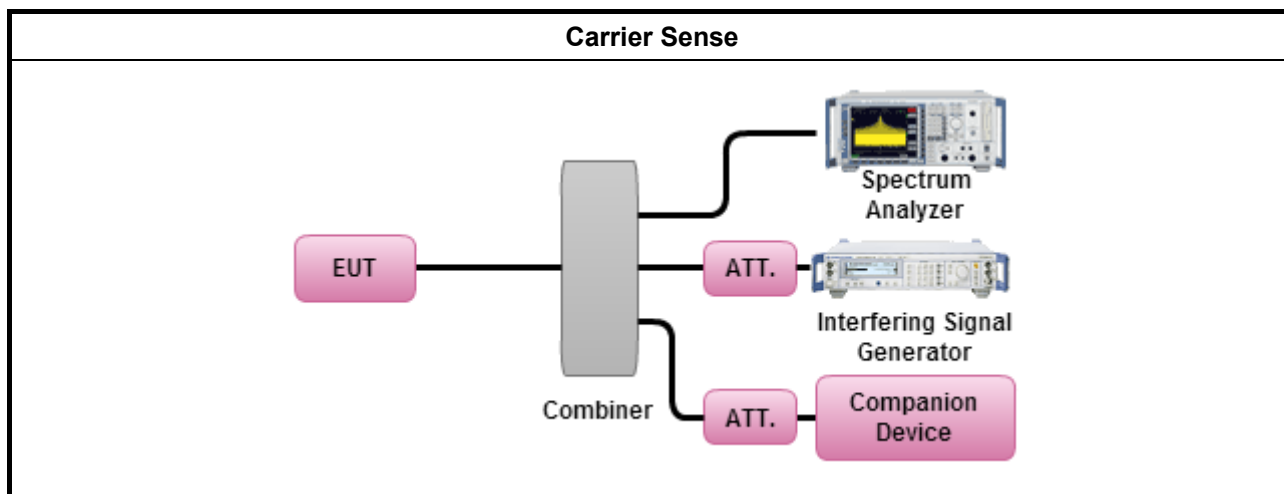 Carrier Sense
Spectrum
Analyzer
EUT
ATT.
Interfering Signal
Generator
Combiner
ATT.
Companion
Device